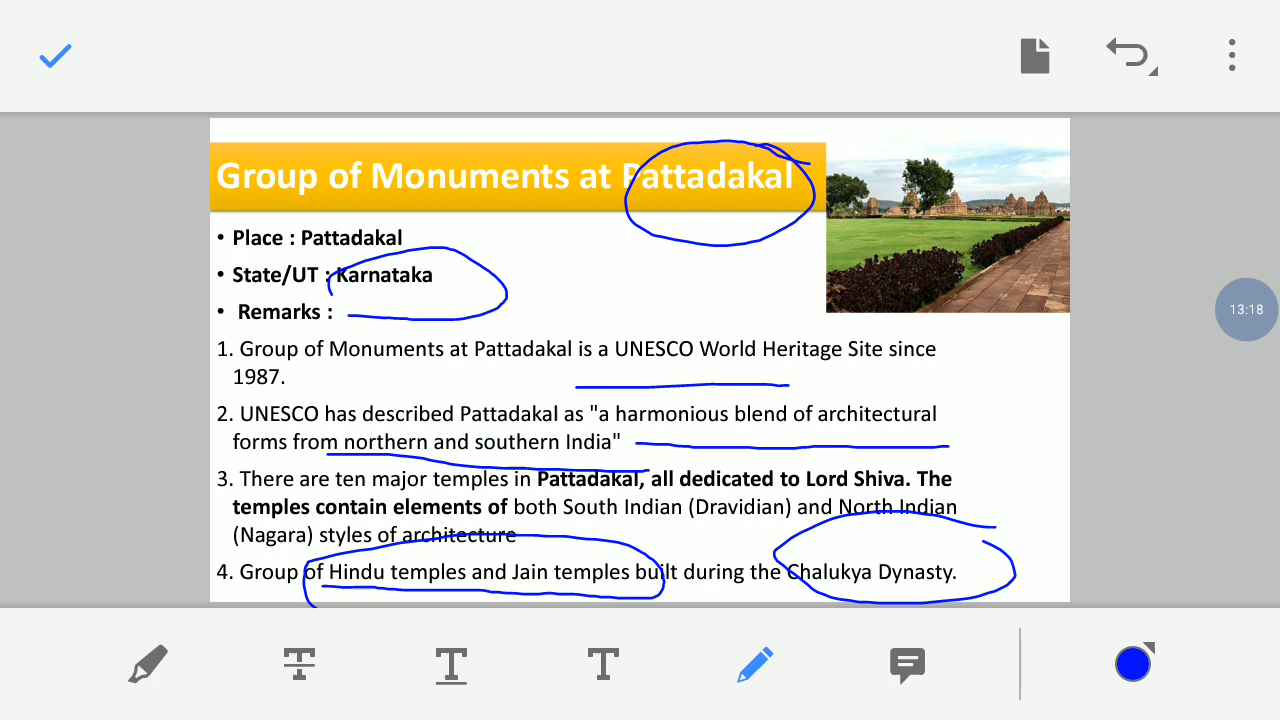 Group of Monuments at Pattadakal
• Place : Pattadakal
• State/UT : Karnataka
• Remarks :
1. Group of Monuments at Pattadakal is a UNESCO World Heritage Site since
1987.
2. UNESCO has described Pattadakal as "a harmonious blend of architectural
forms from northern and southern India"
3. There are ten major temples in Pattadakal, all dedicated to Lord Shiva. The
temples contain elements of both South Indian (Dravidian) and North Indian
(Nagara) styles of architecture
4. Group of Hindu temples and Jain temples built during the Chalukya Dynasty.
13:18
T
T
T